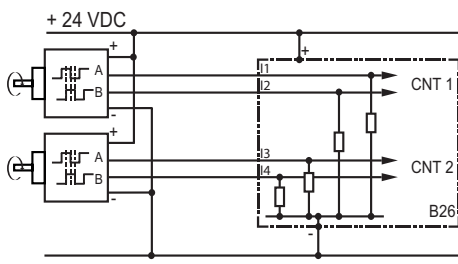 + 24 VDC
+
A
B
-
+
A
B
-
+
I1
I2
CNT 1
I3
I4
CNT 2
B26
-